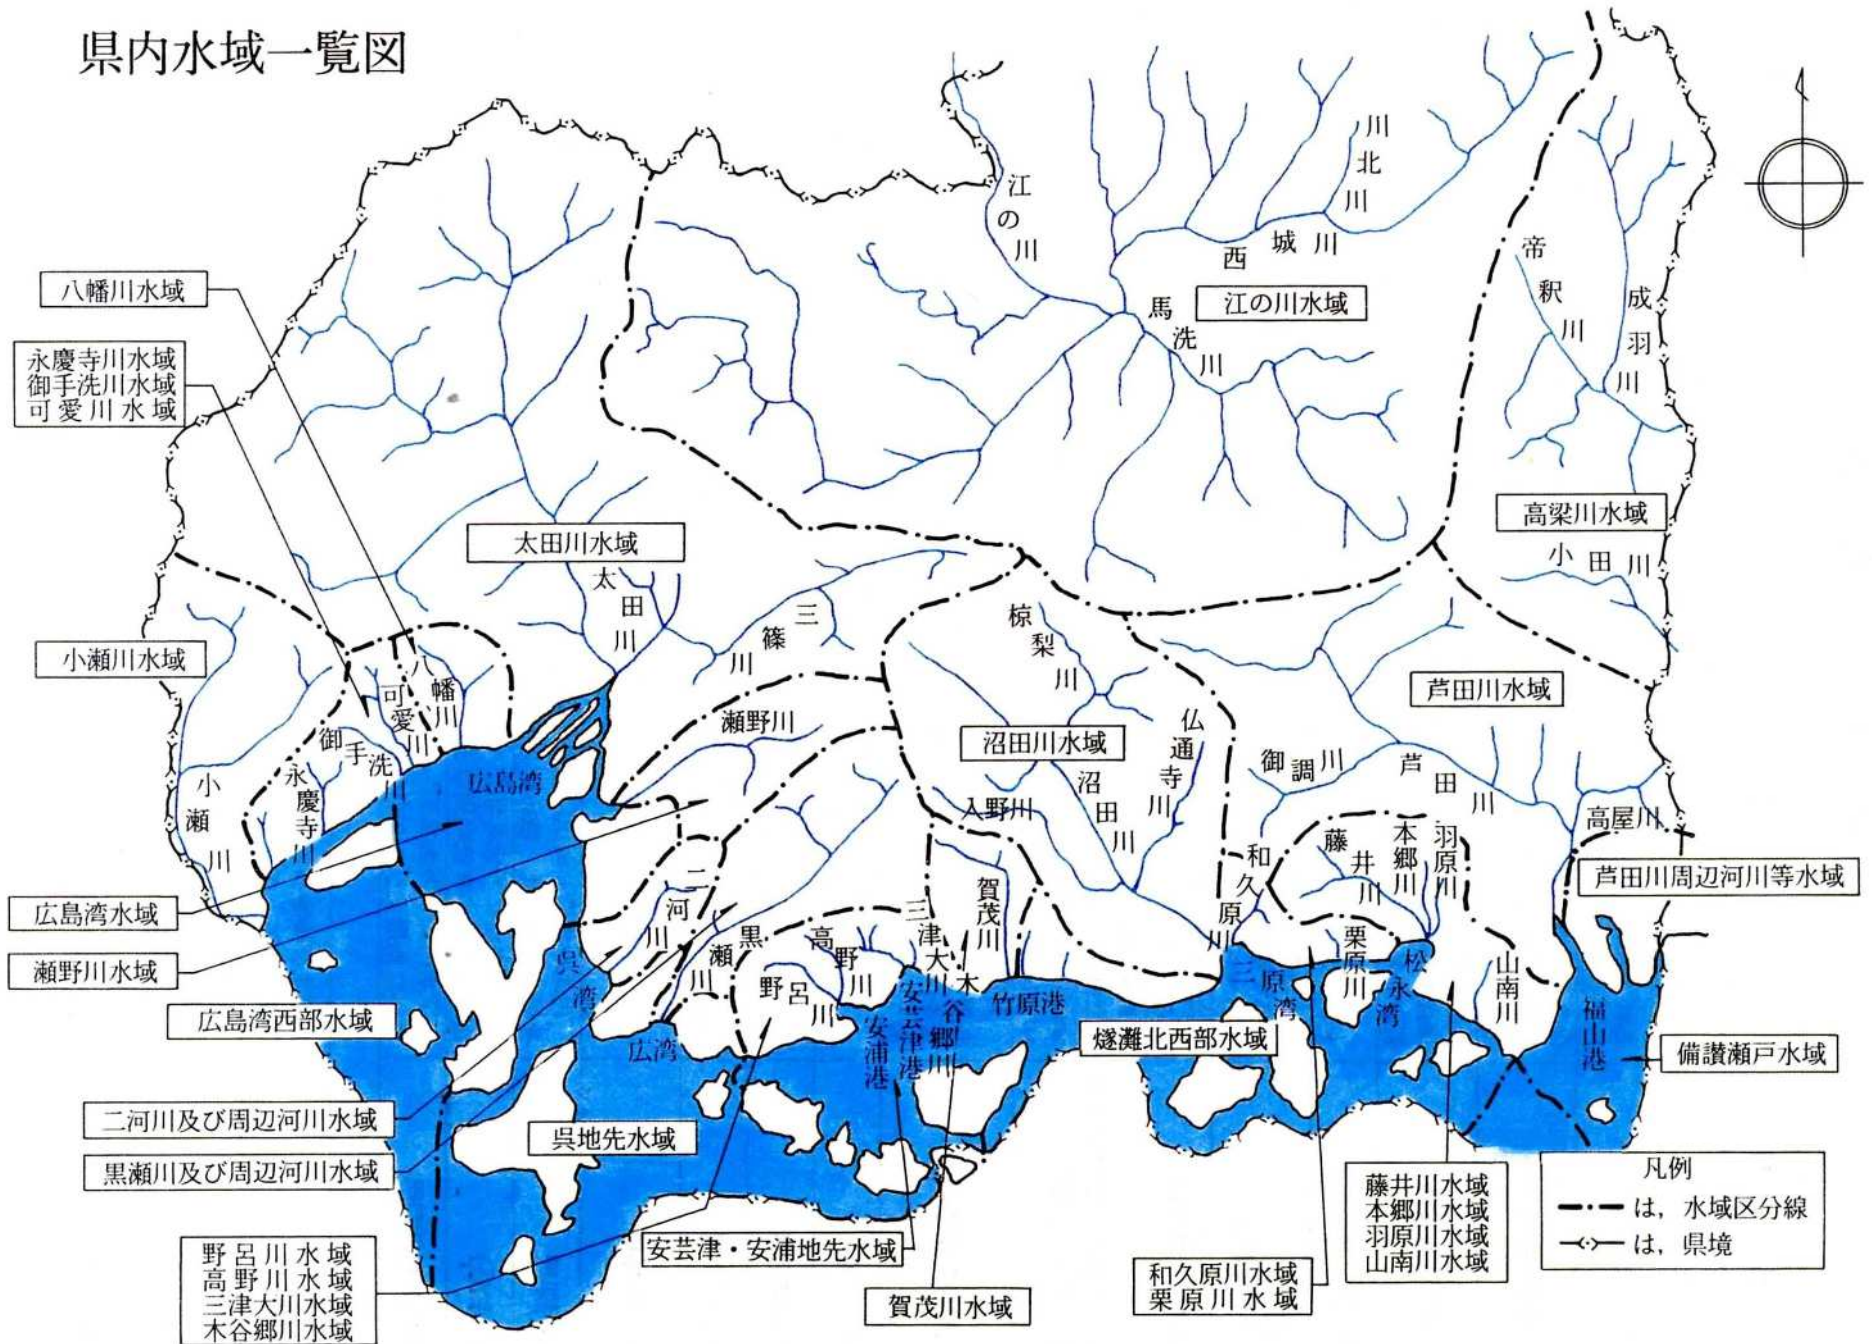 県内水域一覧図
江の川
川北川
西城川
帝釈川
成羽川
馬洗川
江の川水域
八幡川水域
永慶寺川水域
御手洗川水域
可愛川水域
高梁川水域
小田川
太田川水域
太田川
三篠川
椋梨川
小瀬川水域
八幡川
可愛川
御手洗川
永慶寺川
小瀬川
広島湾
瀬野川
沼田川水域
仏通寺川
沼田川
入野川
芦田川水域
御調川
芦田川
高屋川
和久原川
藤井川
本郷川
羽原川
芦田川周辺河川等水域
広島湾水域
瀬野川水域
広島湾西部水域
二河川
黒瀬川
高野川
野呂川
三津大川
賀茂川
木谷郷川
栗原川
山南川
呉湾
広湾
安浦港
安芸津港
竹原港
三原湾
松永湾
福山港
燧灘北西部水域
備讃瀬戸水域
二河川及び周辺河川水域
黒瀬川及び周辺河川水域
呉地先水域
野呂川水域
高野川水域
三津大川水域
木谷郷川水域
安芸津・安浦地先水域
賀茂川水域
和久原川水域
栗原川水域
藤井川水域
本郷川水域
羽原川水域
山南川水域
凡例
は，水域区分線
は，県境